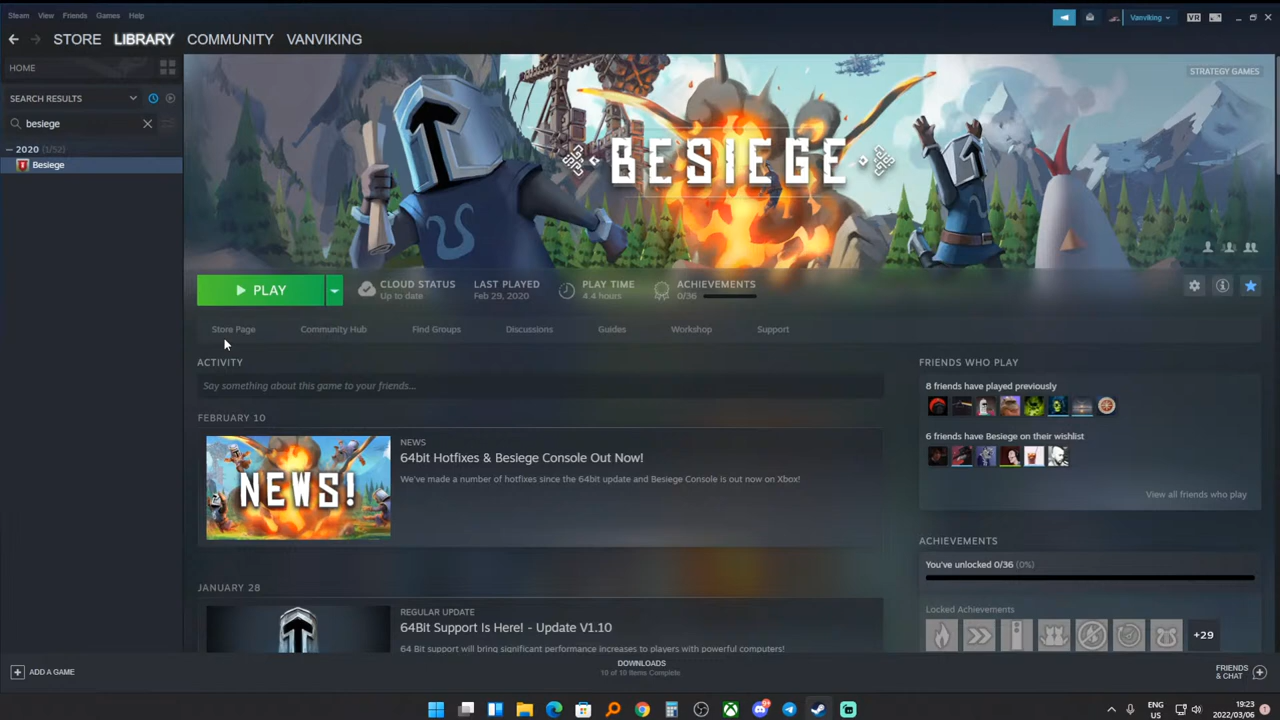 Steam View Friends Games Help
Vanviking
VR
STORE LIBRARY COMMUNITY VANVIKING
HOME
SEARCH RESULTS
besiege
2020 (1/52)
Besiege
STRATEGY GAMES
BESIEGE
PLAY
CLOUD STATUS
Up to date
LAST PLAYED
Feb 29, 2020
PLAY TIME
4.4 hours
ACHIEVEMENTS
0/36
Store Page
Community Hub
Find Groups
Discussions
Guides
Workshop
Support
ACTIVITY
Say something about this game to your friends...
FEBRUARY 10
NEWS!
NEWS
64bit Hotfixes & Besiege Console Out Now!
We've made a number of hotfixes since the 64bit update and Besiege Console is out now on Xbox!
JANUARY 28
REGULAR UPDATE
64Bit Support Is Here! - Update V1.10
64 Bit support will bring significant performance increases to players with powerful computers!
FRIENDS WHO PLAY
8 friends have played previously
6 friends have Besiege on their wishlist
View all friends who play
ACHIEVEMENTS
You've unlocked 0/36 (0%)
Locked Achievements
+29
ADD A GAME
DOWNLOADS
10 of 10 Items Complete
FRIENDS
& CHAT
ENG
US
19:23
2022/03/06